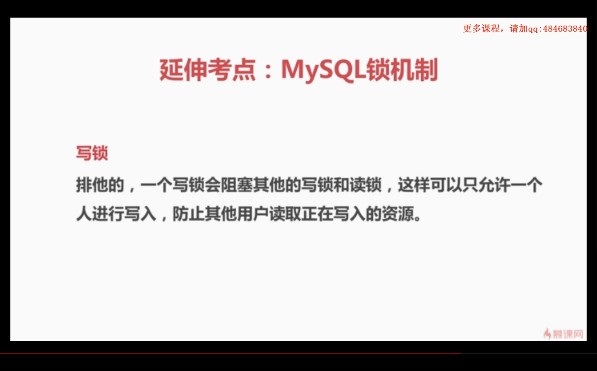 更多课程，请加qq:484683840
延伸考点：MySQL锁机制
写锁
排他的，一个写锁会阻塞其他的写锁和读锁，这样可以只允许一个
人进行写入，防止其他用户读取正在写入的资源。
慕课网